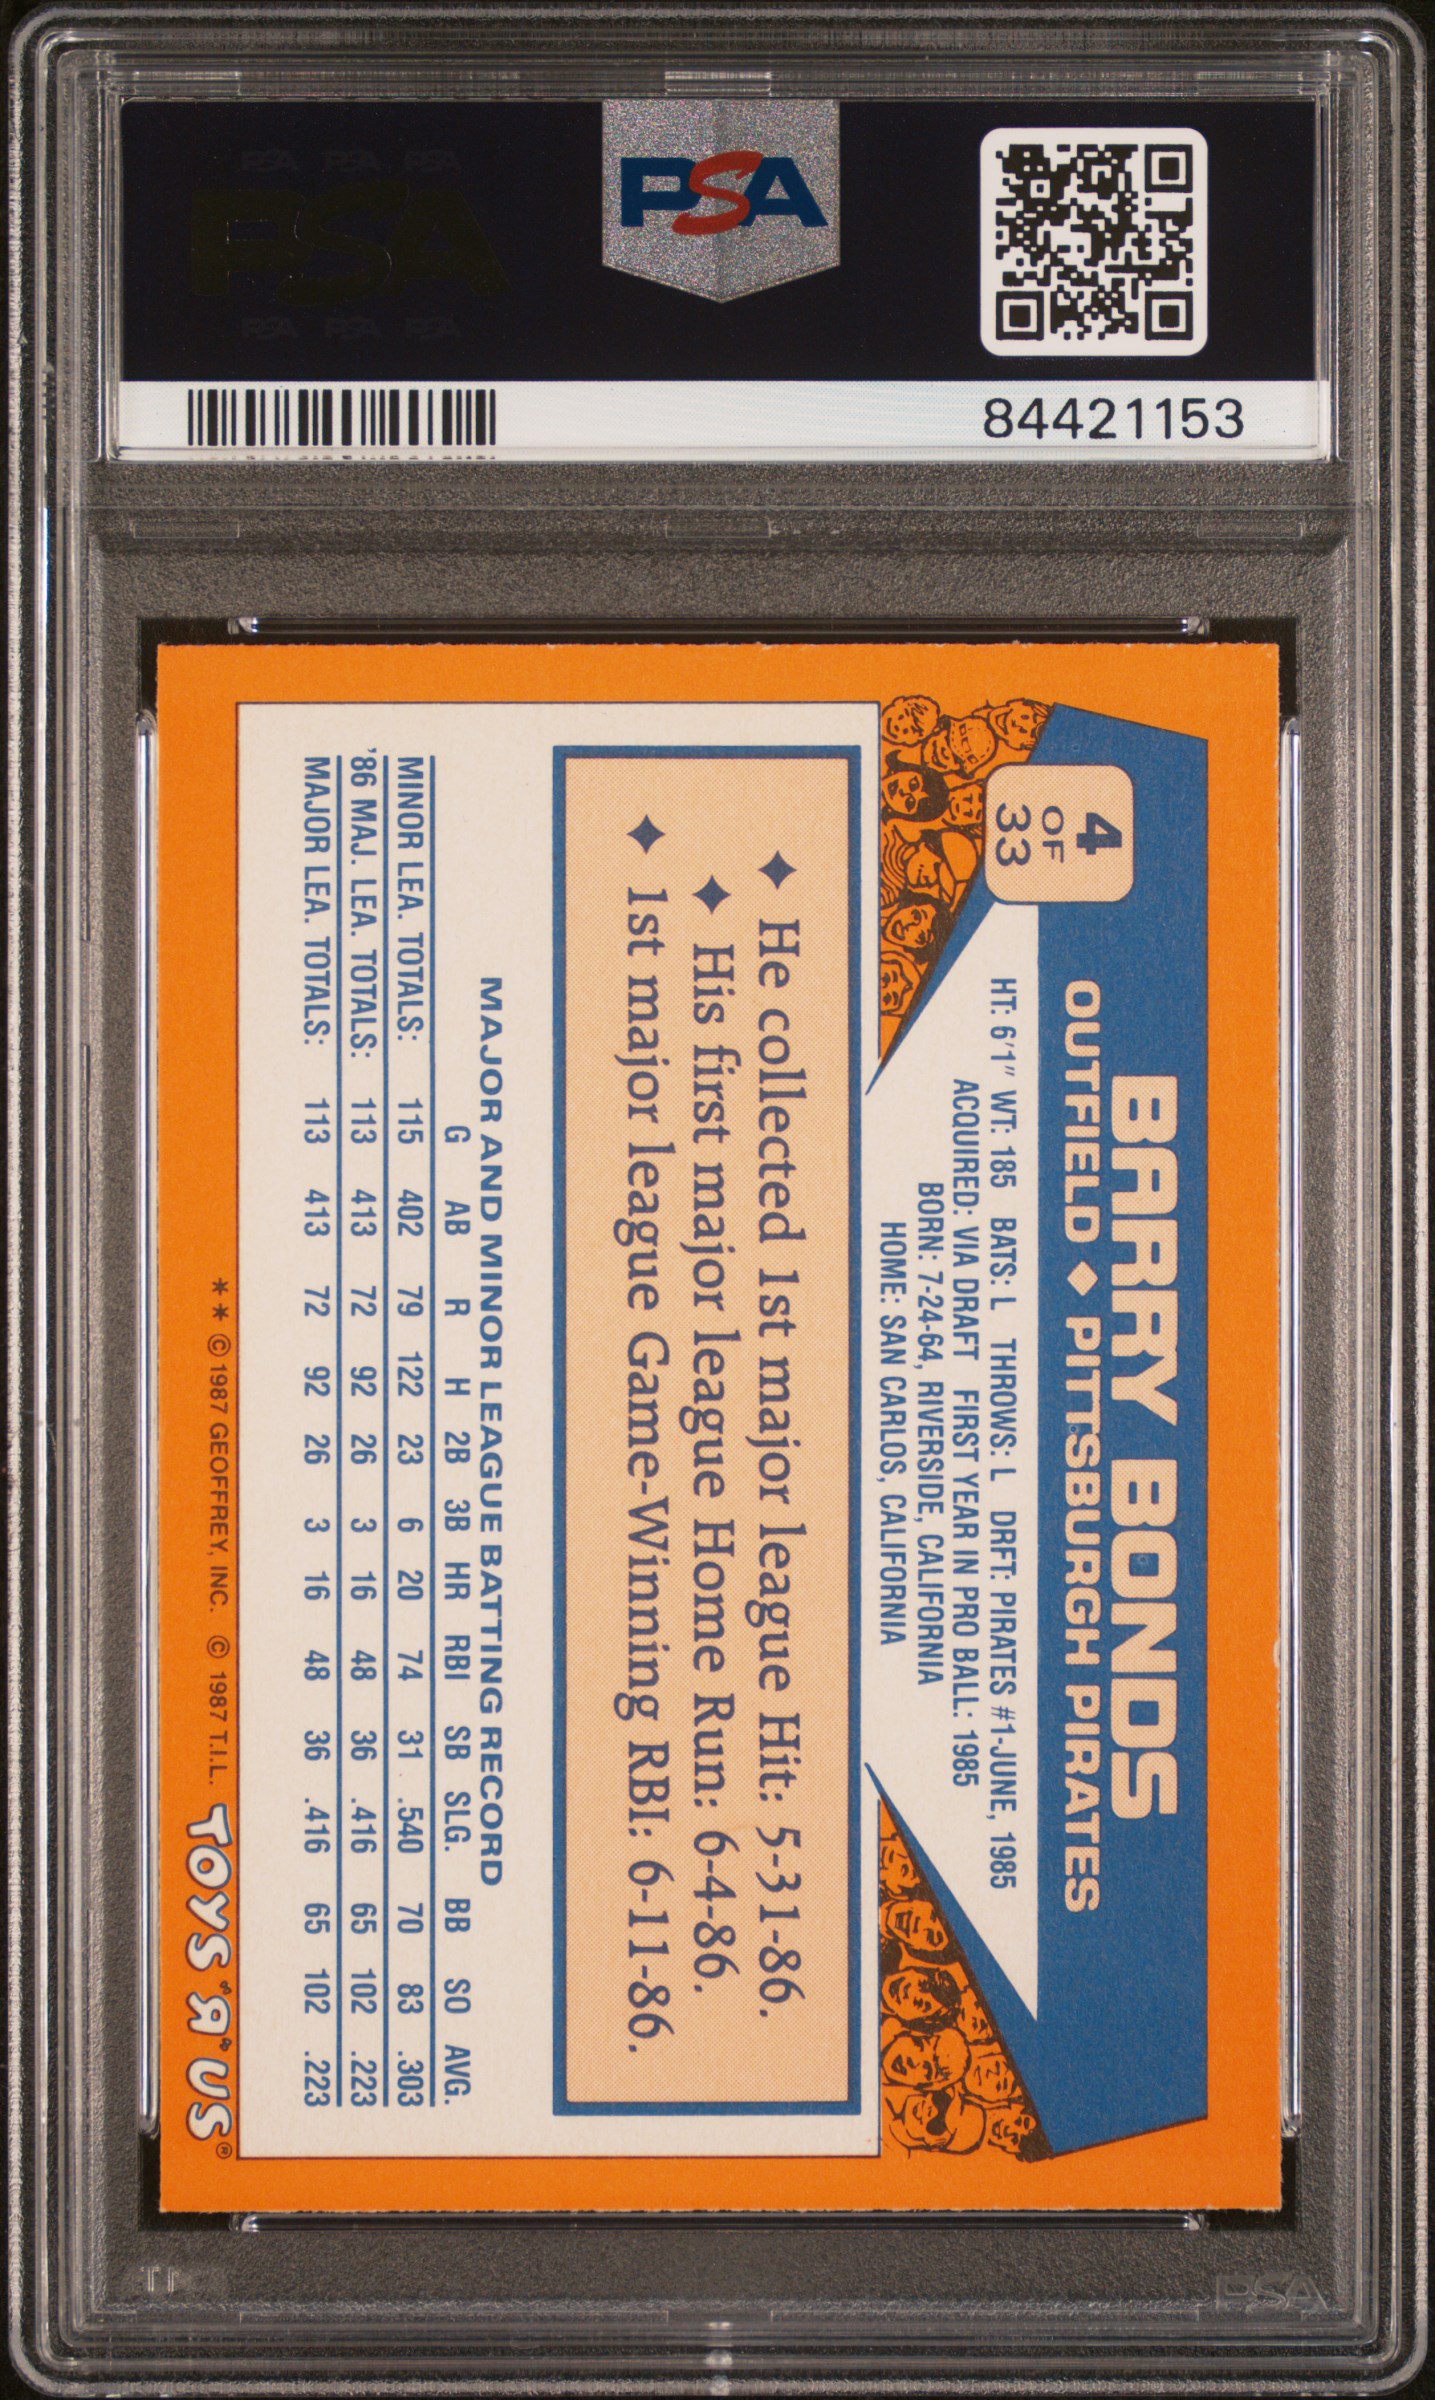 PSA PSA PSA
PSA
PSA PSA PSA
PSA
84421153
4
OF
33
BARRY BONDS
OUTFIELD ◆ PITTSBURGH PIRATES
HT: 6'1" WT: 185 BATS: L THROWS: L DRFT: PIRATES #1-JUNE, 1985
ACQUIRED: VIA DRAFT FIRST YEAR IN PRO BALL: 1985
BORN: 7-24-64, RIVERSIDE, CALIFORNIA
HOME: SAN CARLOS, CALIFORNIA
✦ He collected 1st major league Hit: 5-31-86.
✦ His first major league Home Run: 6-4-86.
✦ 1st major league Game-Winning RBI: 6-11-86.
MAJOR AND MINOR LEAGUE BATTING RECORD
G AB R H 2B 3B HR RBI SB SLG. BB SO AVG.
MINOR LEA. TOTALS: 115 402 79 122 23 6 20 74 31 .540 70 83 .303
'86 MAJ. LEA. TOTALS: 113 413 72 92 26 3 16 48 36 .416 65 102 .223
MAJOR LEA. TOTALS: 113 413 72 92 26 3 16 48 36 .416 65 102 .223
** © 1987 GEOFFREY, INC. © 1987 T.I.L. TOYS "R" US®
PSA